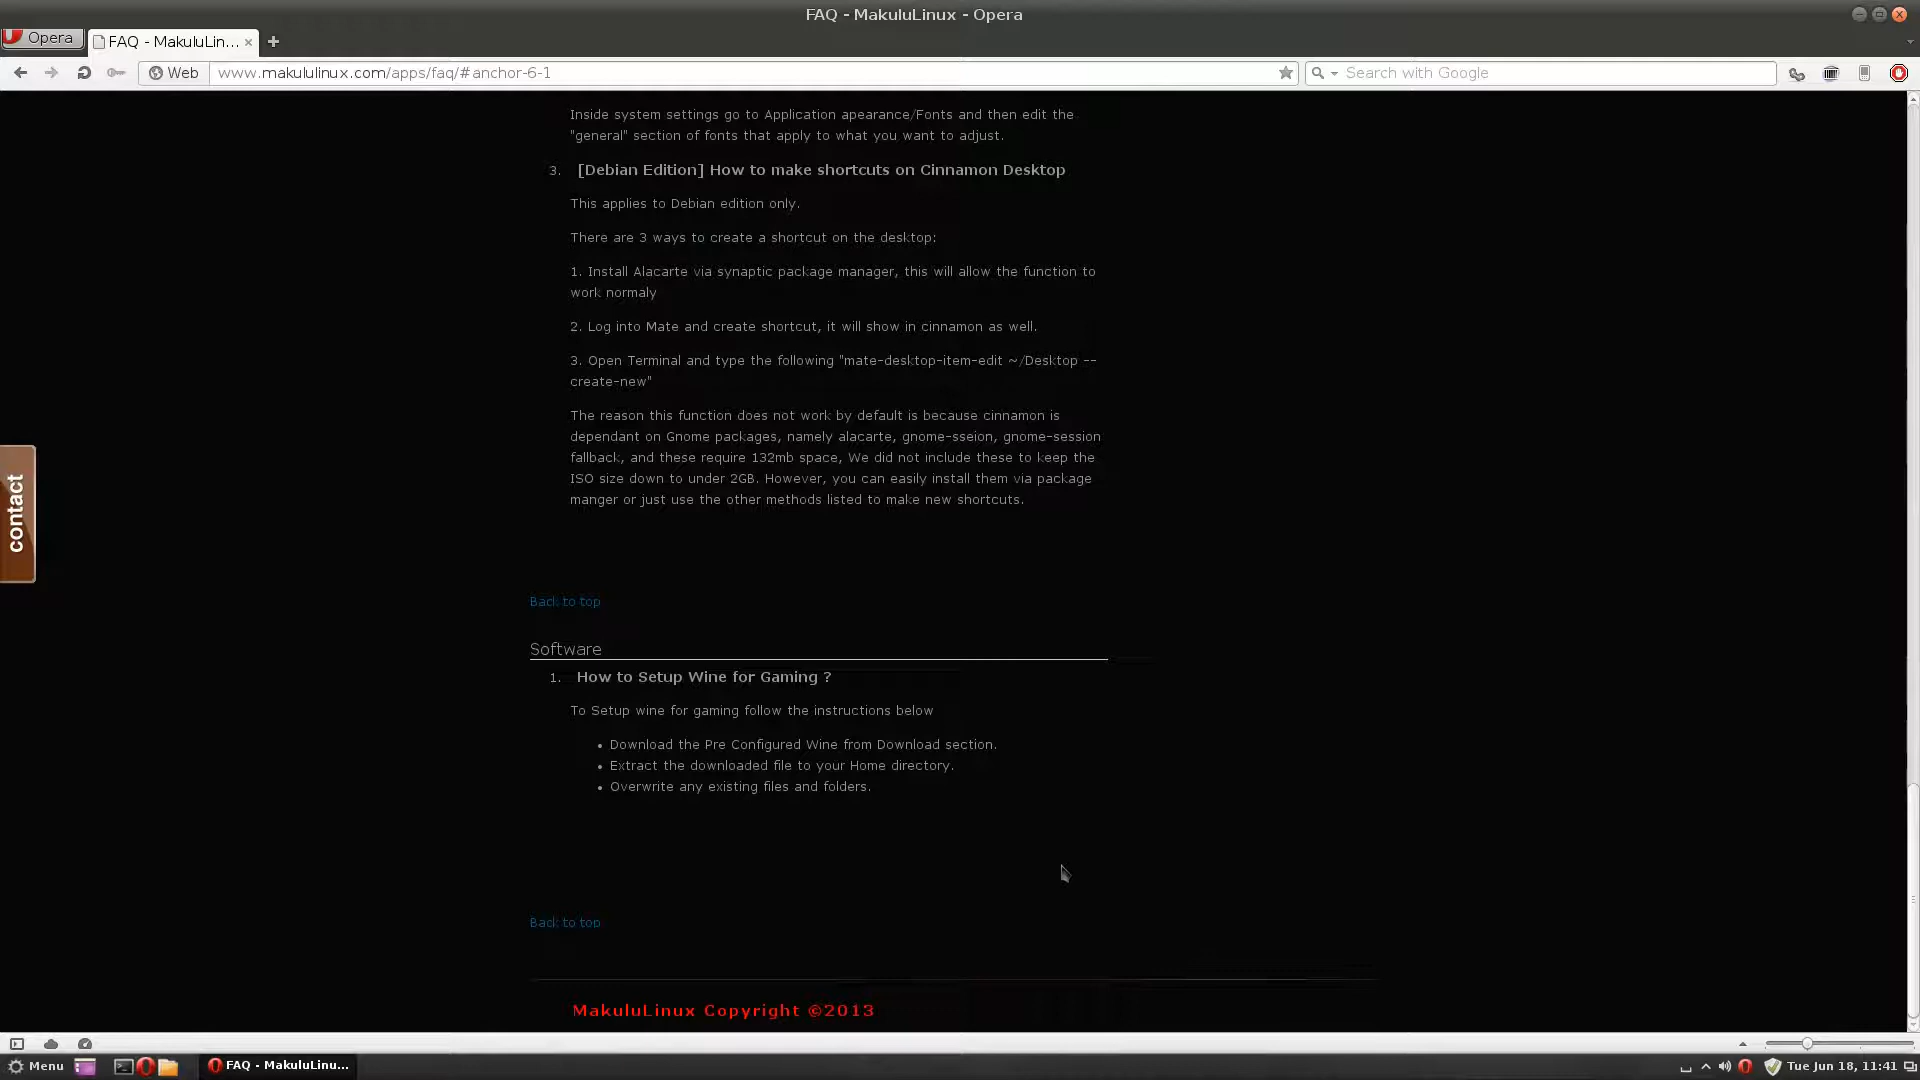 FAQ - MakuluLinux - Opera
Opera
FAQ - MakuluLin...
Web
www.makululinux.com/apps/faq/#anchor-6-1
Search with Google
Inside system settings go to Application apearance/Fonts and then edit the
"general" section of fonts that apply to what you want to adjust.
3. [Debian Edition] How to make shortcuts on Cinnamon Desktop
This applies to Debian edition only.
There are 3 ways to create a shortcut on the desktop:
1. Install Alacarte via synaptic package manager, this will allow the function to
work normaly
2. Log into Mate and create shortcut, it will show in cinnamon as well.
3. Open Terminal and type the following "mate-desktop-item-edit ~/Desktop --
create-new"
The reason this function does not work by default is because cinnamon is
dependant on Gnome packages, namely alacarte, gnome-sseion, gnome-session
fallback, and these require 132mb space, We did not include these to keep the
ISO size down to under 2GB. However, you can easily install them via package
manger or just use the other methods listed to make new shortcuts.
contact
Back to top
Software
1. How to Setup Wine for Gaming ?
To Setup wine for gaming follow the instructions below
• Download the Pre Configured Wine from Download section.
• Extract the downloaded file to your Home directory.
• Overwrite any existing files and folders.
Back to top
MakuluLinux Copyright ©2013
Menu
FAQ - MakuluLinu...
Tue Jun 18, 11:41